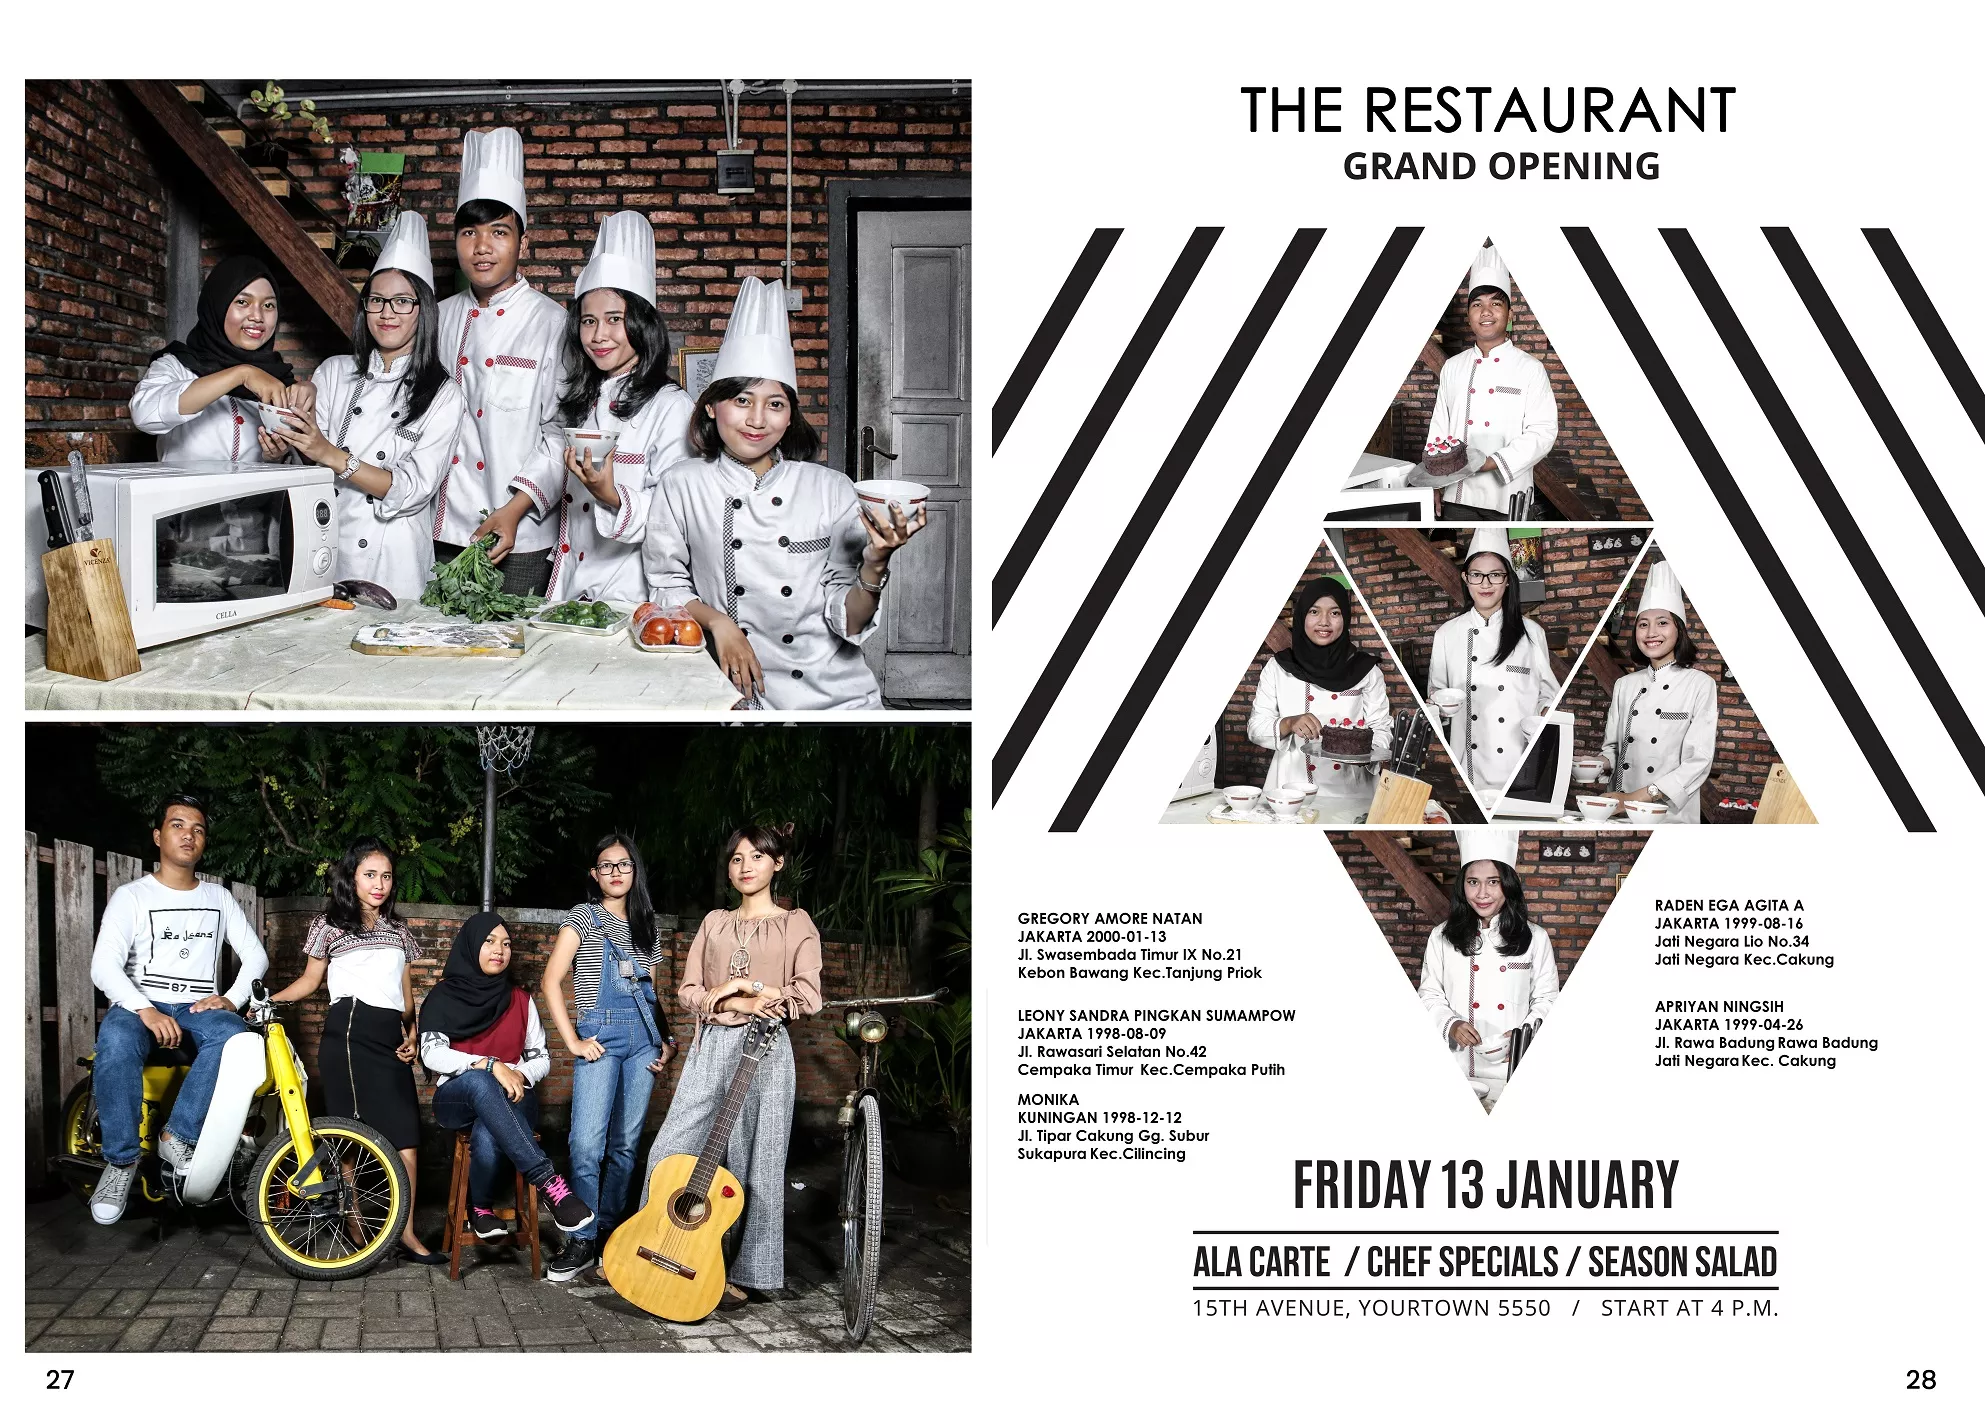 VICENZA
CELLA
Re Jeans
87
27
THE RESTAURANT
GRAND OPENING
GREGORY AMORE NATAN
JAKARTA 2000-01-13
Jl. Swasembada Timur IX No.21
Kebon Bawang Kec.Tanjung Priok
LEONY SANDRA PINGKAN SUMAMPOW
JAKARTA 1998-08-09
Jl. Rawasari Selatan No.42
Cempaka Timur Kec.Cempaka Putih
MONIKA
KUNINGAN 1998-12-12
Jl. Tipar Cakung Gg. Subur
Sukapura Kec.Cilincing
RADEN EGA AGITA A
JAKARTA 1999-08-16
Jati Negara Lio No.34
Jati Negara Kec.Cakung
APRIYAN NINGSIH
JAKARTA 1999-04-26
Jl. Rawa Badung Rawa Badung
Jati Negara Kec. Cakung
FRIDAY 13 JANUARY
ALA CARTE / CHEF SPECIALS / SEASON SALAD
15TH AVENUE, YOURTOWN 5550 / START AT 4 P.M.
28